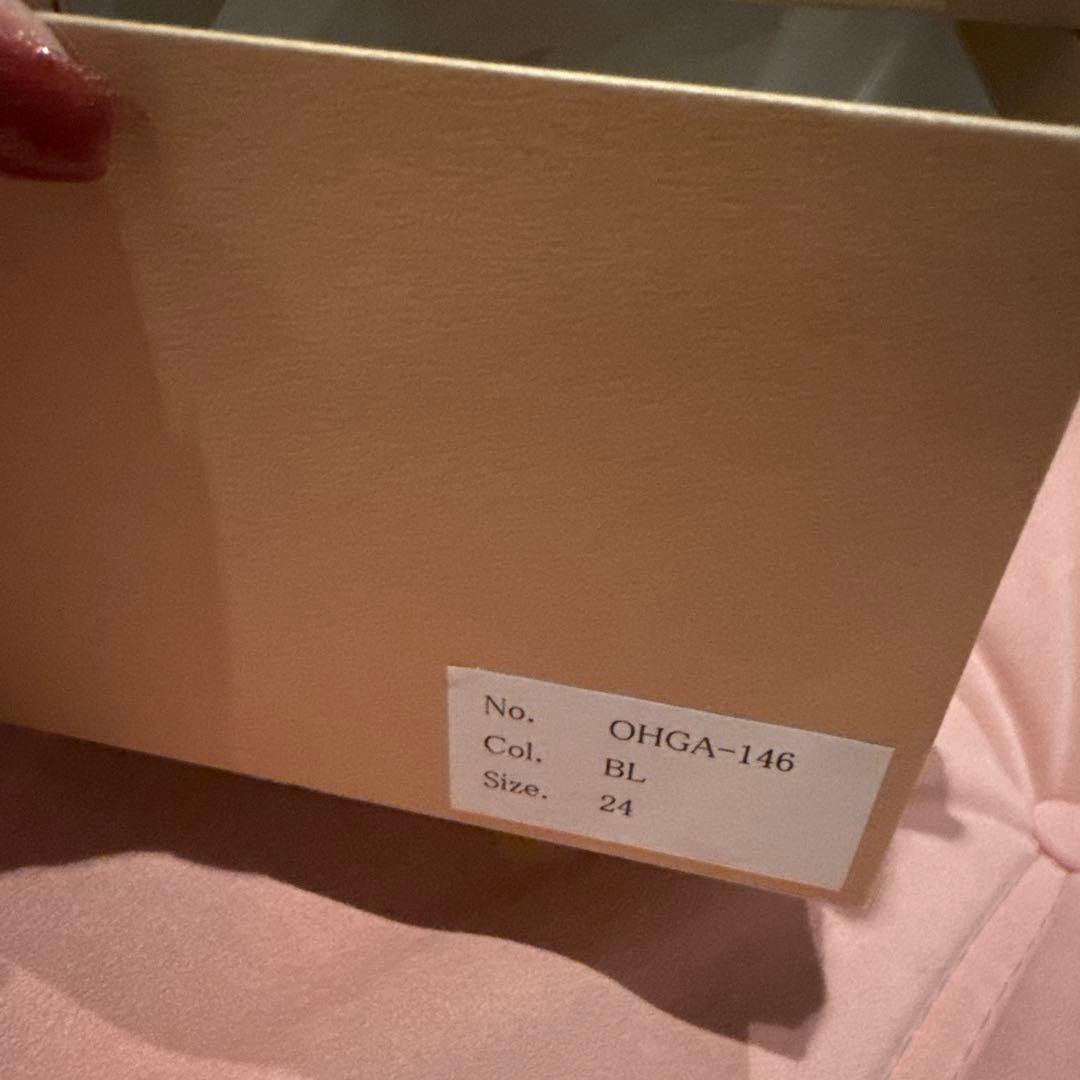 No. OHGA-146
Col. BL
Size. 24